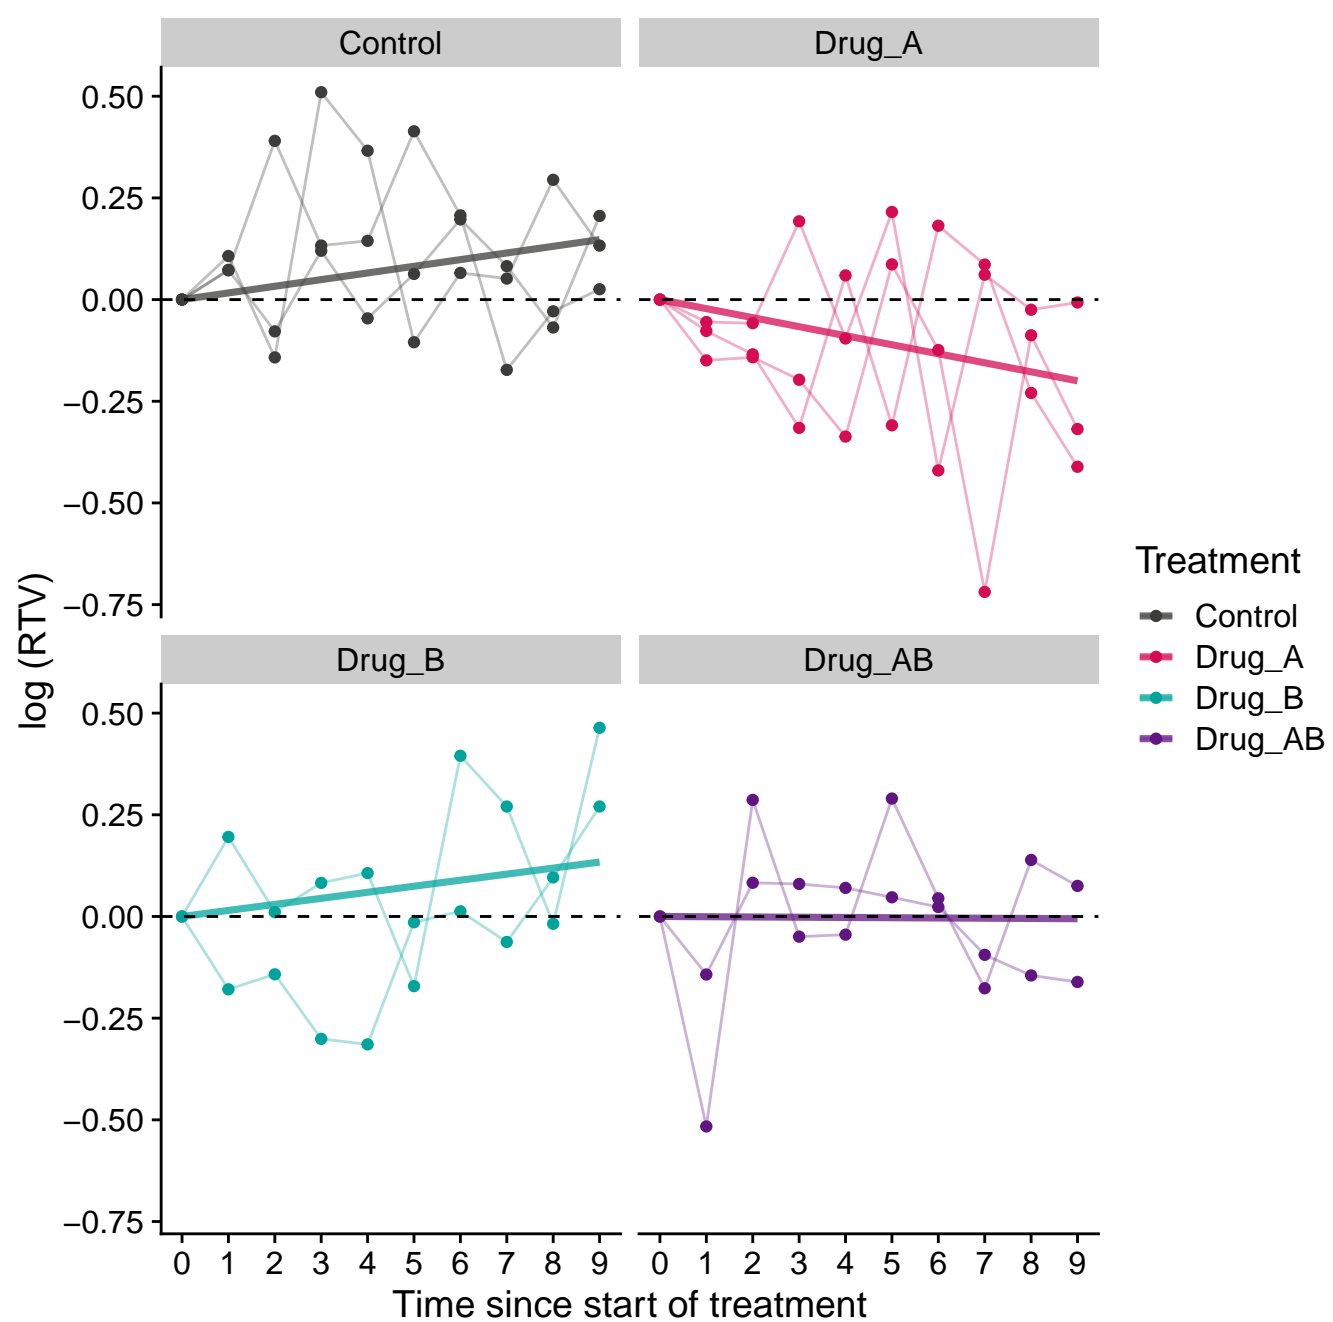 Control
Drug_A
0.50
0.25
0.00
−0.25
−0.50
−0.75
Drug_B
Drug_AB
0.50
0.25
0.00
−0.25
−0.50
−0.75
0 1 2 3 4 5 6 7 8 9
0 1 2 3 4 5 6 7 8 9
Time since start of treatment
log (RTV)
Treatment
Control
Drug_A
Drug_B
Drug_AB